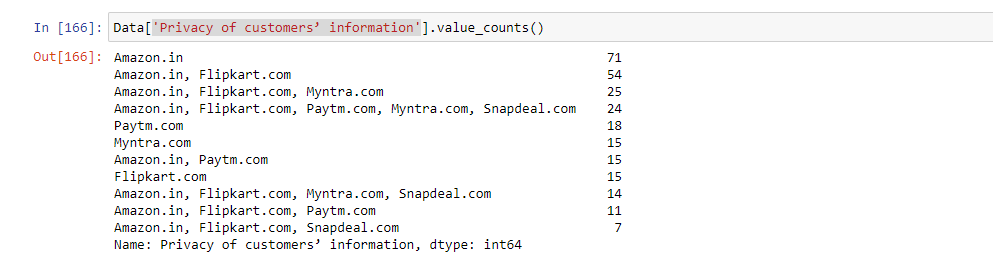 In [166]: Data['Privacy of customers’ information'].value_counts()
Out[166]: Amazon.in 71
Amazon.in, Flipkart.com 54
Amazon.in, Flipkart.com, Myntra.com 25
Amazon.in, Flipkart.com, Paytm.com, Myntra.com, Snapdeal.com 24
Paytm.com 18
Myntra.com 15
Amazon.in, Paytm.com 15
Flipkart.com 15
Amazon.in, Flipkart.com, Myntra.com, Snapdeal.com 14
Amazon.in, Flipkart.com, Paytm.com 11
Amazon.in, Flipkart.com, Snapdeal.com 7
Name: Privacy of customers’ information, dtype: int64